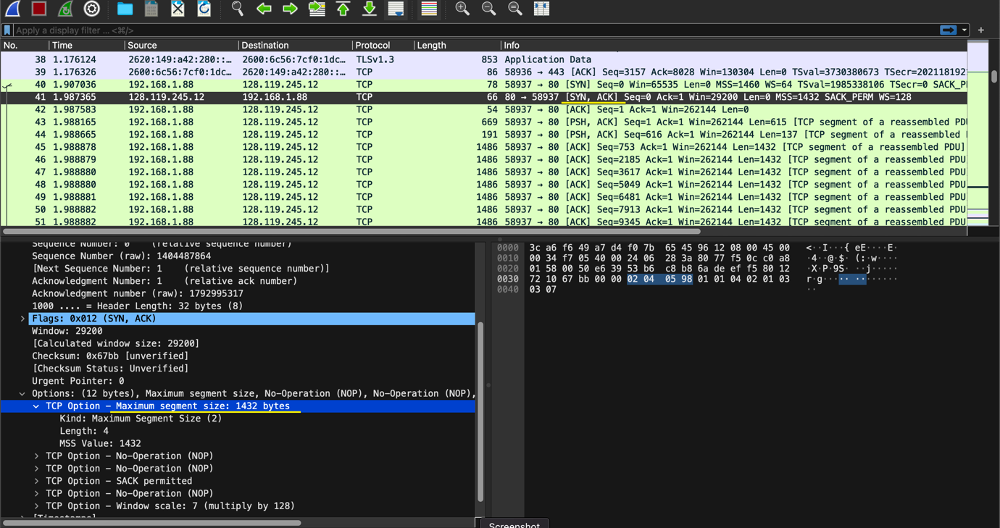 Apply a display filter ... <⌘/>
No. Time Source Destination Protocol Length Info
38 1.176124 2620:149:a42:280::… 2600:6c56:7cf0:1dc… TLSv1.3 853 Application Data
39 1.176326 2600:6c56:7cf0:1dc… 2620:149:a42:280::… TCP 86 58936 → 443 [ACK] Seq=3157 Ack=8028 Win=130304 Len=0 TSval=3730380673 TSecr=202118192
40 1.907036 192.168.1.88 128.119.245.12 TCP 78 58937 → 80 [SYN] Seq=0 Win=65535 Len=0 MSS=1460 WS=64 TSval=1985338106 TSecr=0 SACK_P
41 1.987365 128.119.245.12 192.168.1.88 TCP 66 80 → 58937 [SYN, ACK] Seq=0 Ack=1 Win=29200 Len=0 MSS=1432 SACK_PERM WS=128
42 1.987583 192.168.1.88 128.119.245.12 TCP 54 58937 → 80 [ACK] Seq=1 Ack=1 Win=262144 Len=0
43 1.988165 192.168.1.88 128.119.245.12 TCP 669 58937 → 80 [PSH, ACK] Seq=1 Ack=1 Win=262144 Len=615 [TCP segment of a reassembled PD
44 1.988665 192.168.1.88 128.119.245.12 TCP 191 58937 → 80 [PSH, ACK] Seq=616 Ack=1 Win=262144 Len=137 [TCP segment of a reassembled
45 1.988878 192.168.1.88 128.119.245.12 TCP 1486 58937 → 80 [ACK] Seq=753 Ack=1 Win=262144 Len=1432 [TCP segment of a reassembled PDU]
46 1.988879 192.168.1.88 128.119.245.12 TCP 1486 58937 → 80 [ACK] Seq=2185 Ack=1 Win=262144 Len=1432 [TCP segment of a reassembled PDU
47 1.988880 192.168.1.88 128.119.245.12 TCP 1486 58937 → 80 [ACK] Seq=3617 Ack=1 Win=262144 Len=1432 [TCP segment of a reassembled PDU
48 1.988880 192.168.1.88 128.119.245.12 TCP 1486 58937 → 80 [ACK] Seq=5049 Ack=1 Win=262144 Len=1432 [TCP segment of a reassembled PDU
49 1.988881 192.168.1.88 128.119.245.12 TCP 1486 58937 → 80 [ACK] Seq=6481 Ack=1 Win=262144 Len=1432 [TCP segment of a reassembled PDU
50 1.988882 192.168.1.88 128.119.245.12 TCP 1486 58937 → 80 [ACK] Seq=7913 Ack=1 Win=262144 Len=1432 [TCP segment of a reassembled PDU
51 1.988882 192.168.1.88 128.119.245.12 TCP 1486 58937 → 80 [ACK] Seq=9345 Ack=1 Win=262144 Len=1432 [TCP segment of a reassembled PDU
Sequence Number: 0 (relative sequence number)
Sequence Number (raw): 1404487864
[Next Sequence Number: 1 (relative sequence number)]
Acknowledgment Number: 1 (relative ack number)
Acknowledgment number (raw): 1792995317
1000 .... = Header Length: 32 bytes (8)
Flags: 0x012 (SYN, ACK)
Window: 29200
[Calculated window size: 29200]
Checksum: 0x67bb [unverified]
[Checksum Status: Unverified]
Urgent Pointer: 0
Options: (12 bytes), Maximum segment size, No-Operation (NOP), No-Operation (NOP),
TCP Option – Maximum segment size: 1432 bytes
Kind: Maximum Segment Size (2)
Length: 4
MSS Value: 1432
TCP Option – No-Operation (NOP)
TCP Option – No-Operation (NOP)
TCP Option – SACK permitted
TCP Option – No-Operation (NOP)
TCP Option – Window scale: 7 (multiply by 128)
[Timestamps]
0000 3c a6 f6 49 a7 d4 f0 7b 65 45 96 12 08 00 45 00 <··I···{ eE····E·
0010 00 34 f7 05 40 00 24 06 28 3a 80 77 f5 0c c0 a8 ·4··@·$· (:·w····
0020 01 58 00 50 e6 39 53 b6 c8 b8 6a de ef f5 80 12 ·X·P·9S· ··j·····
0030 72 10 67 bb 00 00 02 04 05 98 01 01 04 02 01 03 r·g····· ········
0040 03 07 ··
Screenshot